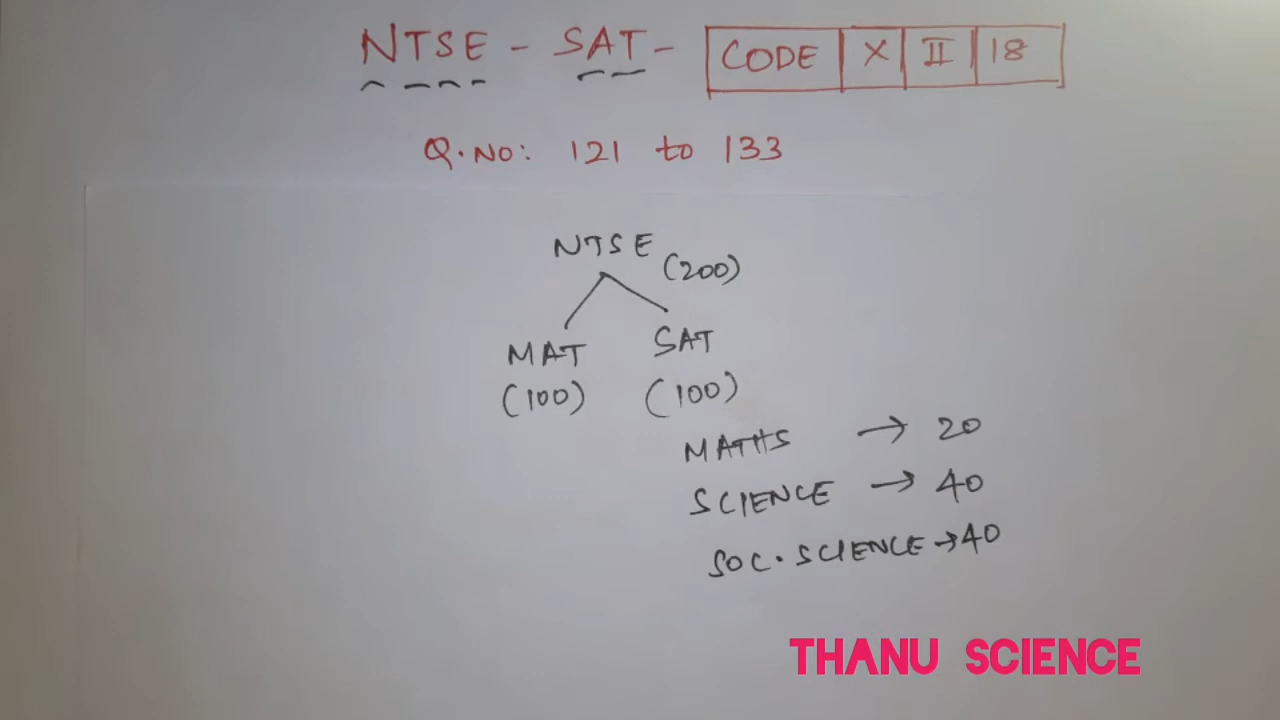 NTSE - SAT - CODE X II 18
Q.NO: 121 to 133
NTSE (200)
MAT SAT
(100) (100)
MATHS → 20
SCIENCE → 40
SOC. SCIENCE → 40
THANU SCIENCE